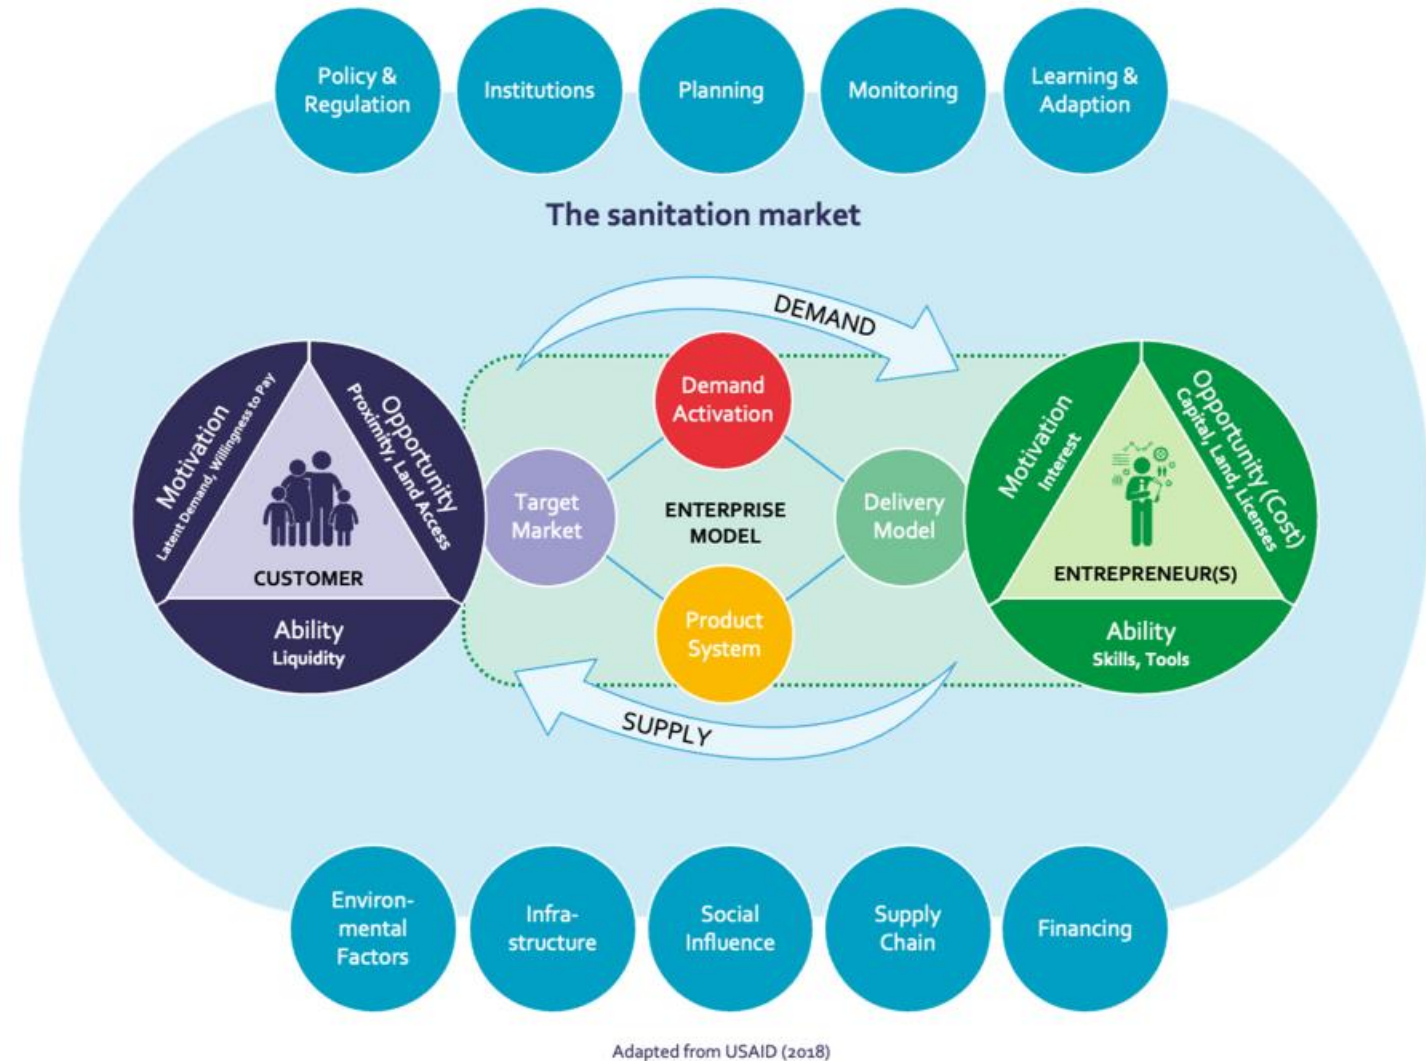 Policy &
Regulation
Institutions
Planning
Monitoring
Learning &
Adaption
The sanitation market
DEMAND
Motivation
Latent Demand, Willingness to Pay
Opportunity
Proximity, Land Access
CUSTOMER
Ability
Liquidity
Target
Market
Demand
Activation
ENTERPRISE
MODEL
Product
System
Delivery
Model
Motivation
Interest
Opportunity (Cost)
Capital, Land, Licenses
ENTREPRENEUR(S)
Ability
Skills, Tools
SUPPLY
Environ-
mental
Factors
Infra-
structure
Social
Influence
Supply
Chain
Financing
Adapted from USAID (2018)